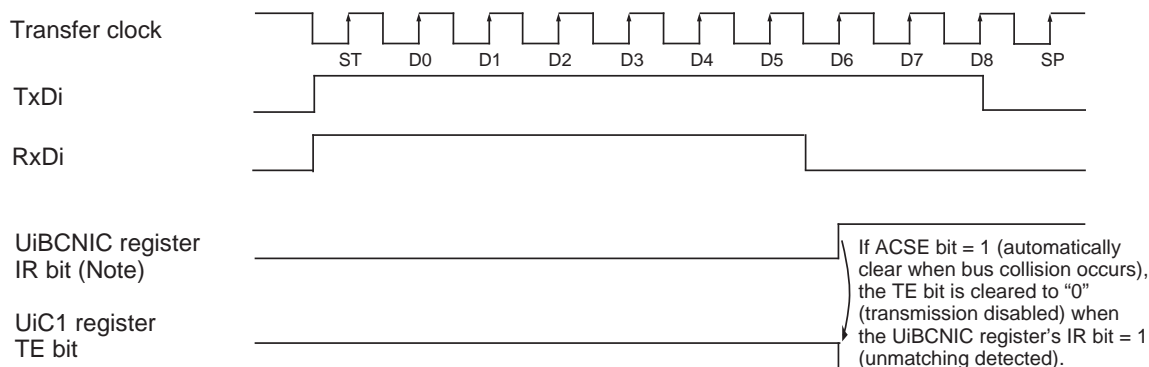 Transfer clock
ST D0 D1 D2 D3 D4 D5 D6 D7 D8 SP
TxDi
RxDi
UiBCNIC register
IR bit (Note)
If ACSE bit = 1 (automatically
clear when bus collision occurs),
the TE bit is cleared to “0”
(transmission disabled) when
the UiBCNIC register’s IR bit = 1
(unmatching detected).
UiC1 register
TE bit